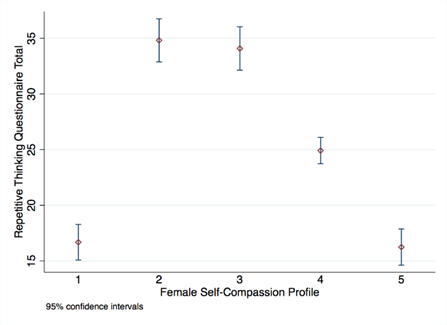 Repetitive Thinking Questionnaire Total
35
30
25
20
15
1 2 3 4 5
Female Self-Compassion Profile
95% confidence intervals